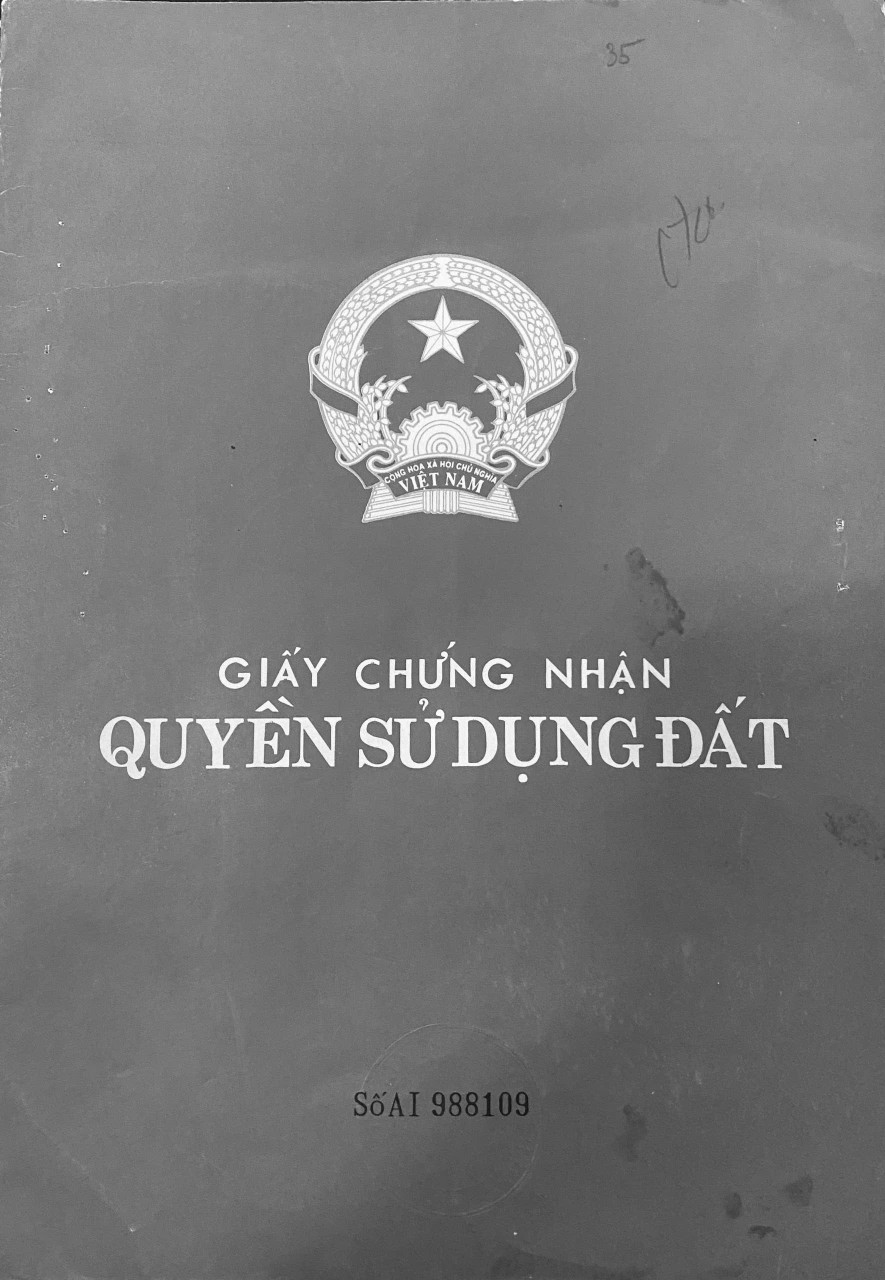 35
CỘNG HÒA XÃ HỘI CHỦ NGHĨA
VIỆT NAM
GIẤY CHỨNG NHẬN
QUYỀN SỬ DỤNG ĐẤT
Số AI 988109